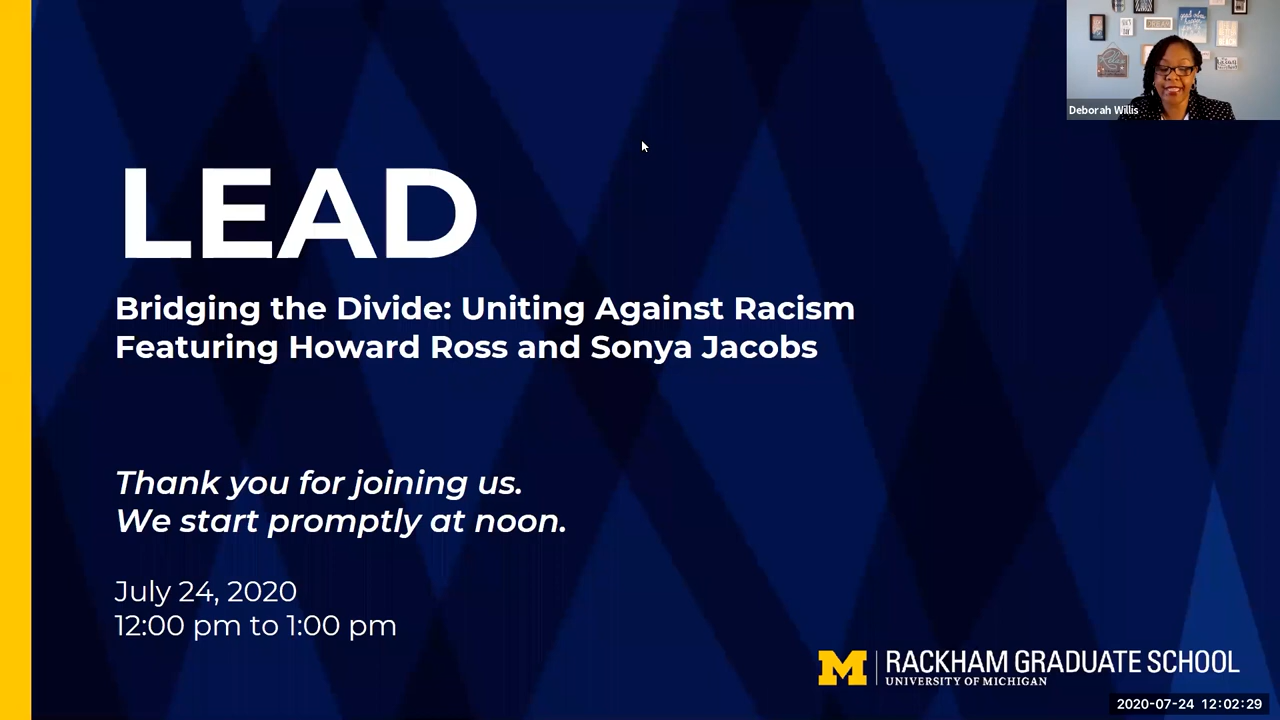 Deborah Willis
LEAD
Bridging the Divide: Uniting Against Racism
Featuring Howard Ross and Sonya Jacobs
Thank you for joining us.
We start promptly at noon.
July 24, 2020
12:00 pm to 1:00 pm
M
RACKHAM GRADUATE SCHOOL
UNIVERSITY OF MICHIGAN
2020-07-24 12:02:29